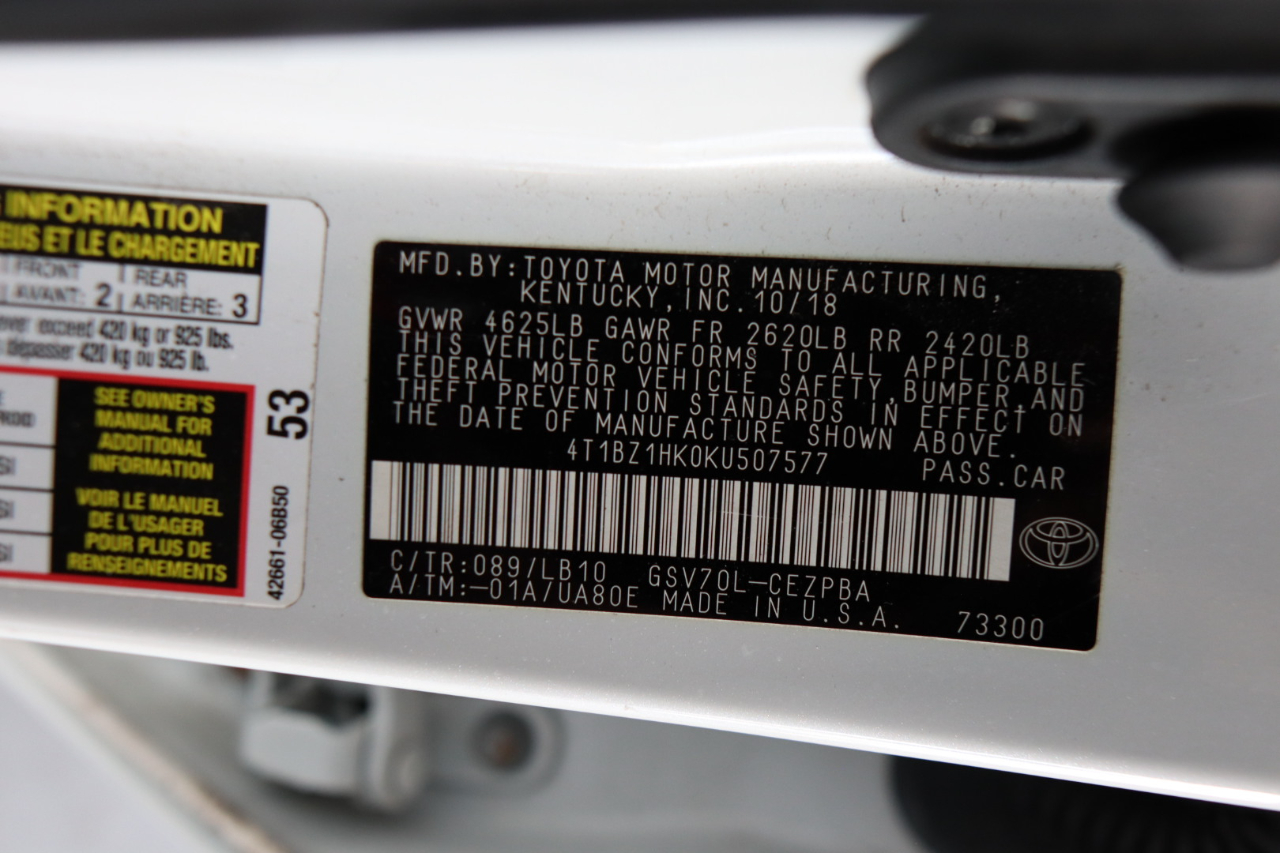 INFORMATION
ET LE CHARGEMENT
FRONT | REAR
AVANT: 2 | ARRIÈRE: 3
exceed 420 kg or 925 lbs.
dépasser 420 kg ou 925 lb.
SEE OWNER'S
MANUAL FOR
ADDITIONAL
INFORMATION
VOIR LE MANUEL
DE L'USAGER
POUR PLUS DE
RENSEIGNEMENTS
53
42661-06B50
MFD.BY:TOYOTA MOTOR MANUFACTURING,
KENTUCKY,INC.10/18
GVWR 4625LB GAWR FR 2620LB RR 2420LB
THIS VEHICLE CONFORMS TO ALL APPLICABLE
FEDERAL MOTOR VEHICLE SAFETY,BUMPER,AND
THEFT PREVENTION STANDARDS IN EFFECT ON
THE DATE OF MANUFACTURE SHOWN ABOVE.
4T1BZ1HK0KU507577 PASS.CAR
C/TR:089/LB10 GSV70L-CEZPBA
A/TM:-01A/UA80E MADE IN U.S.A. 73300